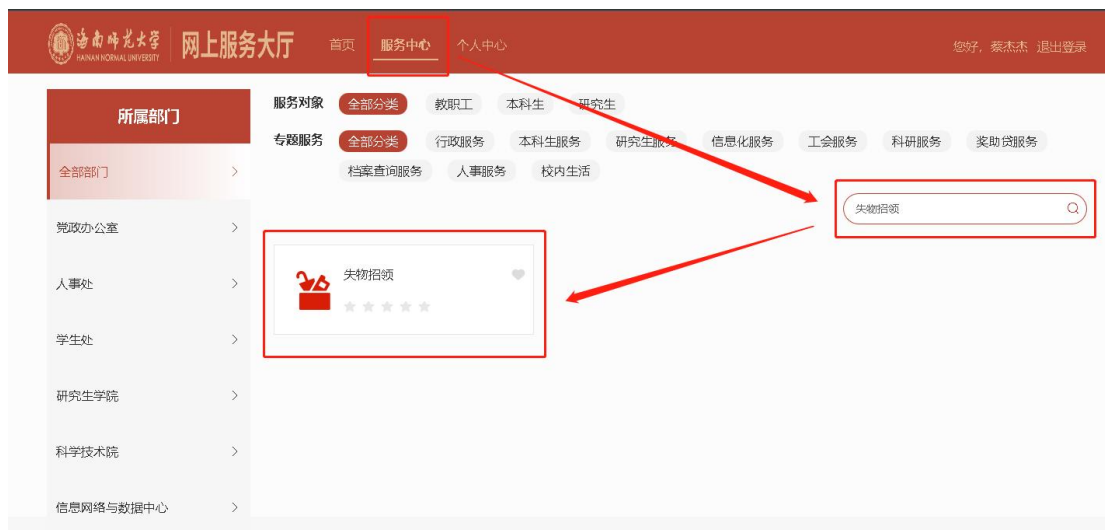 海南师范大学 网上服务大厅 首页 服务中心 个人中心 您好，蔡杰杰 退出登录
HAINAN NORMAL UNIVERSITY
所属部门
全部部门
党政办公室
人事处
学生处
研究生学院
科学技术院
信息网络与数据中心
服务对象 全部分类 教职工 本科生 研究生
专题服务 全部分类 行政服务 本科生服务 研究生服务 信息化服务 工会服务 科研服务 奖助贷服务
档案查询服务 人事服务 校内生活
失物招领
失物招领